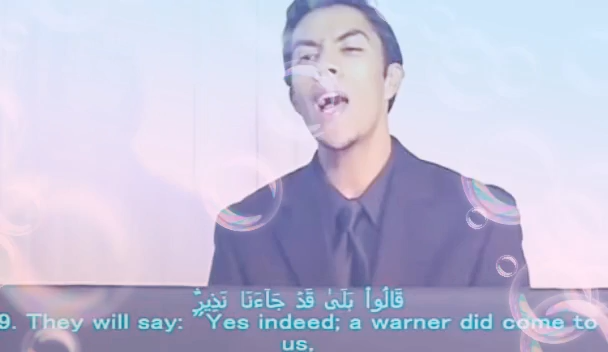 قَالُوا۟ بَلَىٰ قَدْ جَآءَنَا نَذِيرٌ
9. They will say: "Yes indeed; a warner did come to
us,